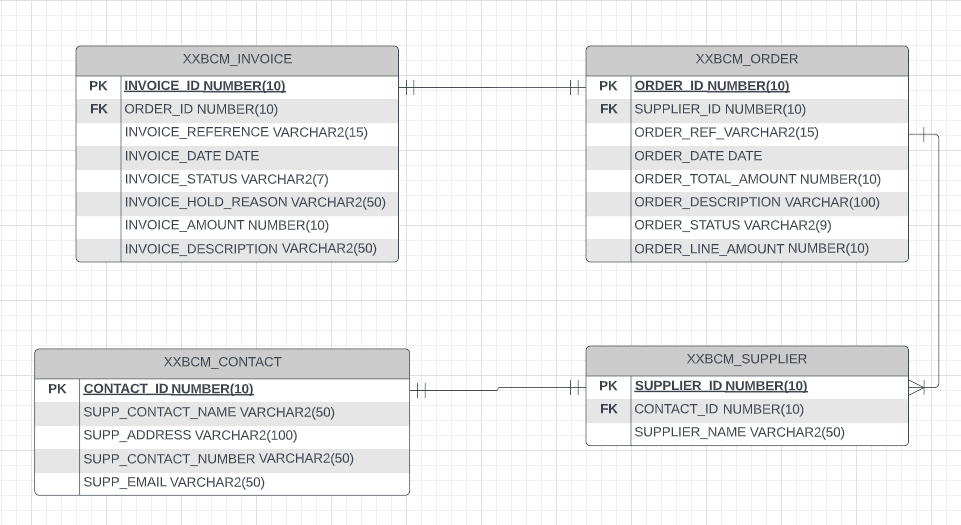 XXBCM_INVOICE
PK INVOICE_ID NUMBER(10)
FK ORDER_ID NUMBER(10)
INVOICE_REFERENCE VARCHAR2(15)
INVOICE_DATE DATE
INVOICE_STATUS VARCHAR2(7)
INVOICE_HOLD_REASON VARCHAR2(50)
INVOICE_AMOUNT NUMBER(10)
INVOICE_DESCRIPTION VARCHAR2(50)
XXBCM_ORDER
PK ORDER_ID NUMBER(10)
FK SUPPLIER_ID NUMBER(10)
ORDER_REF_VARCHAR2(15)
ORDER_DATE DATE
ORDER_TOTAL_AMOUNT NUMBER(10)
ORDER_DESCRIPTION VARCHAR(100)
ORDER_STATUS VARCHAR2(9)
ORDER_LINE_AMOUNT NUMBER(10)
XXBCM_CONTACT
PK CONTACT_ID NUMBER(10)
SUPP_CONTACT_NAME VARCHAR2(50)
SUPP_ADDRESS VARCHAR2(100)
SUPP_CONTACT_NUMBER VARCHAR2(50)
SUPP_EMAIL VARCHAR2(50)
XXBCM_SUPPLIER
PK SUPPLIER_ID NUMBER(10)
FK CONTACT_ID NUMBER(10)
SUPPLIER_NAME VARCHAR2(50)